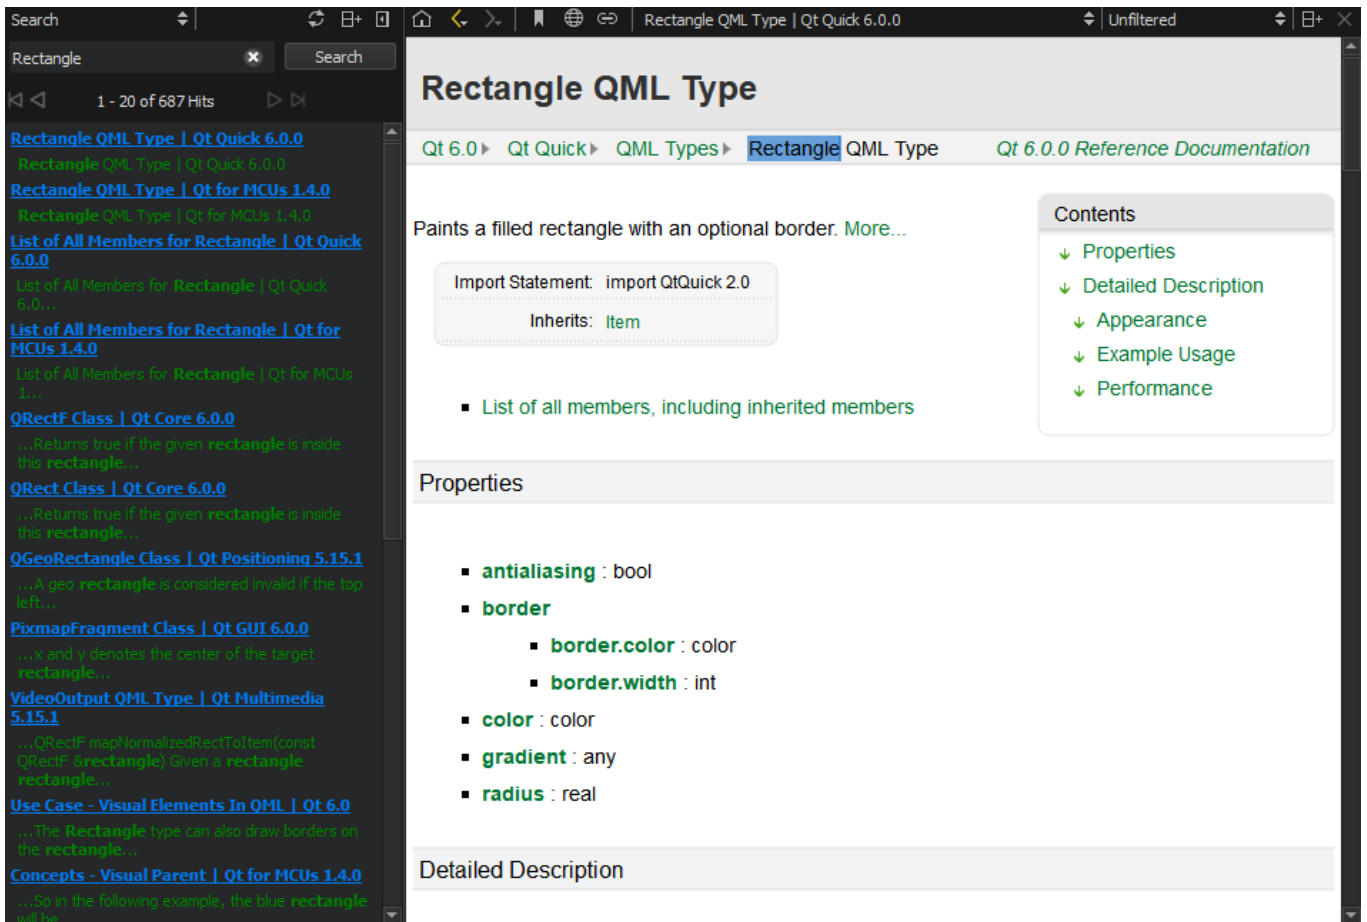 Search
Rectangle QML Type | Qt Quick 6.0.0
Unfiltered
Rectangle
Search
1 - 20 of 687 Hits
Rectangle QML Type | Qt Quick 6.0.0
Rectangle QML Type | Qt Quick 6.0.0
Rectangle QML Type | Qt for MCUs 1.4.0
Rectangle QML Type | Qt for MCUs 1.4.0
List of All Members for Rectangle | Qt Quick
6.0.0
List of All Members for Rectangle | Qt Quick
6.0...
List of All Members for Rectangle | Qt for
MCUs 1.4.0
List of All Members for Rectangle | Qt for MCUs
1...
QRectF Class | Qt Core 6.0.0
...Returns true if the given rectangle is inside
this rectangle...
QRect Class | Qt Core 6.0.0
...Returns true if the given rectangle is inside
this rectangle...
QGeoRectangle Class | Qt Positioning 5.15.1
...A geo rectangle is considered invalid if the top
left...
PixmapFragment Class | Qt GUI 6.0.0
...x and y denotes the center of the target
rectangle...
VideoOutput QML Type | Qt Multimedia
5.15.1
...QRectF mapNormalizedRectToItem(const
QRectF &rectangle) Given a rectangle
rectangle...
Use Case - Visual Elements In QML | Qt 6.0
...The Rectangle type can also draw borders on
the rectangle...
Concepts - Visual Parent | Qt for MCUs 1.4.0
...So in the following example, the blue rectangle
will be
Rectangle QML Type
Qt 6.0 Qt Quick QML Types Rectangle QML Type Qt 6.0.0 Reference Documentation
Paints a filled rectangle with an optional border. More...
Import Statement: import QtQuick 2.0
Inherits: Item
List of all members, including inherited members
Contents
Properties
Detailed Description
Appearance
Example Usage
Performance
Properties
antialiasing : bool
border
border.color : color
border.width : int
color : color
gradient : any
radius : real
Detailed Description